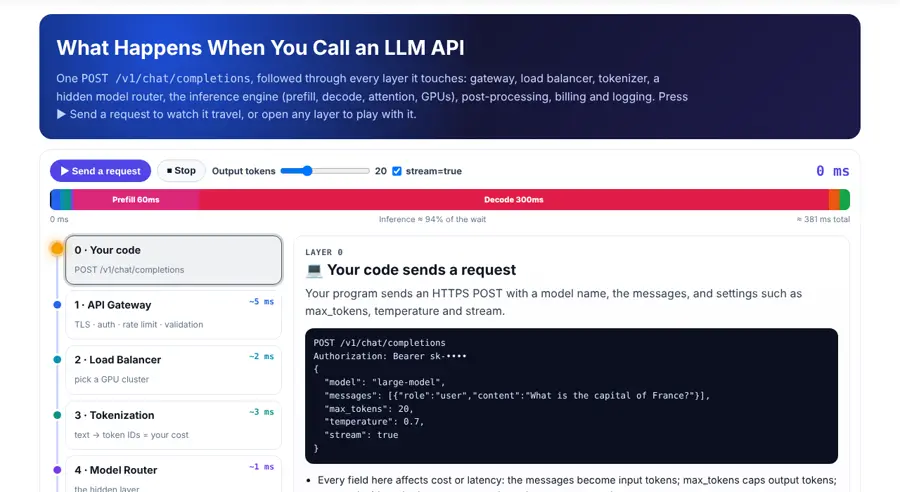 What Happens When You Call an LLM API
One POST /v1/chat/completions, followed through every layer it touches: gateway, load balancer, tokenizer, a
hidden model router, the inference engine (prefill, decode, attention, GPUs), post-processing, billing and logging. Press
▶ Send a request to watch it travel, or open any layer to play with it.
▶ Send a request
■ Stop
Output tokens
20
stream=true
0 ms
Prefill 60ms
Decode 300ms
0 ms
Inference ≈ 94% of the wait
≈ 381 ms total
0 · Your code
POST /v1/chat/completions
1 · API Gateway
~5 ms
TLS · auth · rate limit · validation
2 · Load Balancer
~2 ms
pick a GPU cluster
3 · Tokenization
~3 ms
text → token IDs = your cost
4 · Model Router
~1 ms
the hidden layer
LAYER 0
💻 Your code sends a request
Your program sends an HTTPS POST with a model name, the messages, and settings such as
max_tokens, temperature and stream.
POST /v1/chat/completions
Authorization: Bearer sk-••••
{
"model": "large-model",
"messages": [{"role":"user","content":"What is the capital of France?"}],
"max_tokens": 20,
"temperature": 0.7,
"stream": true
}
• Every field here affects cost or latency: the messages become input tokens; max_tokens caps output tokens;